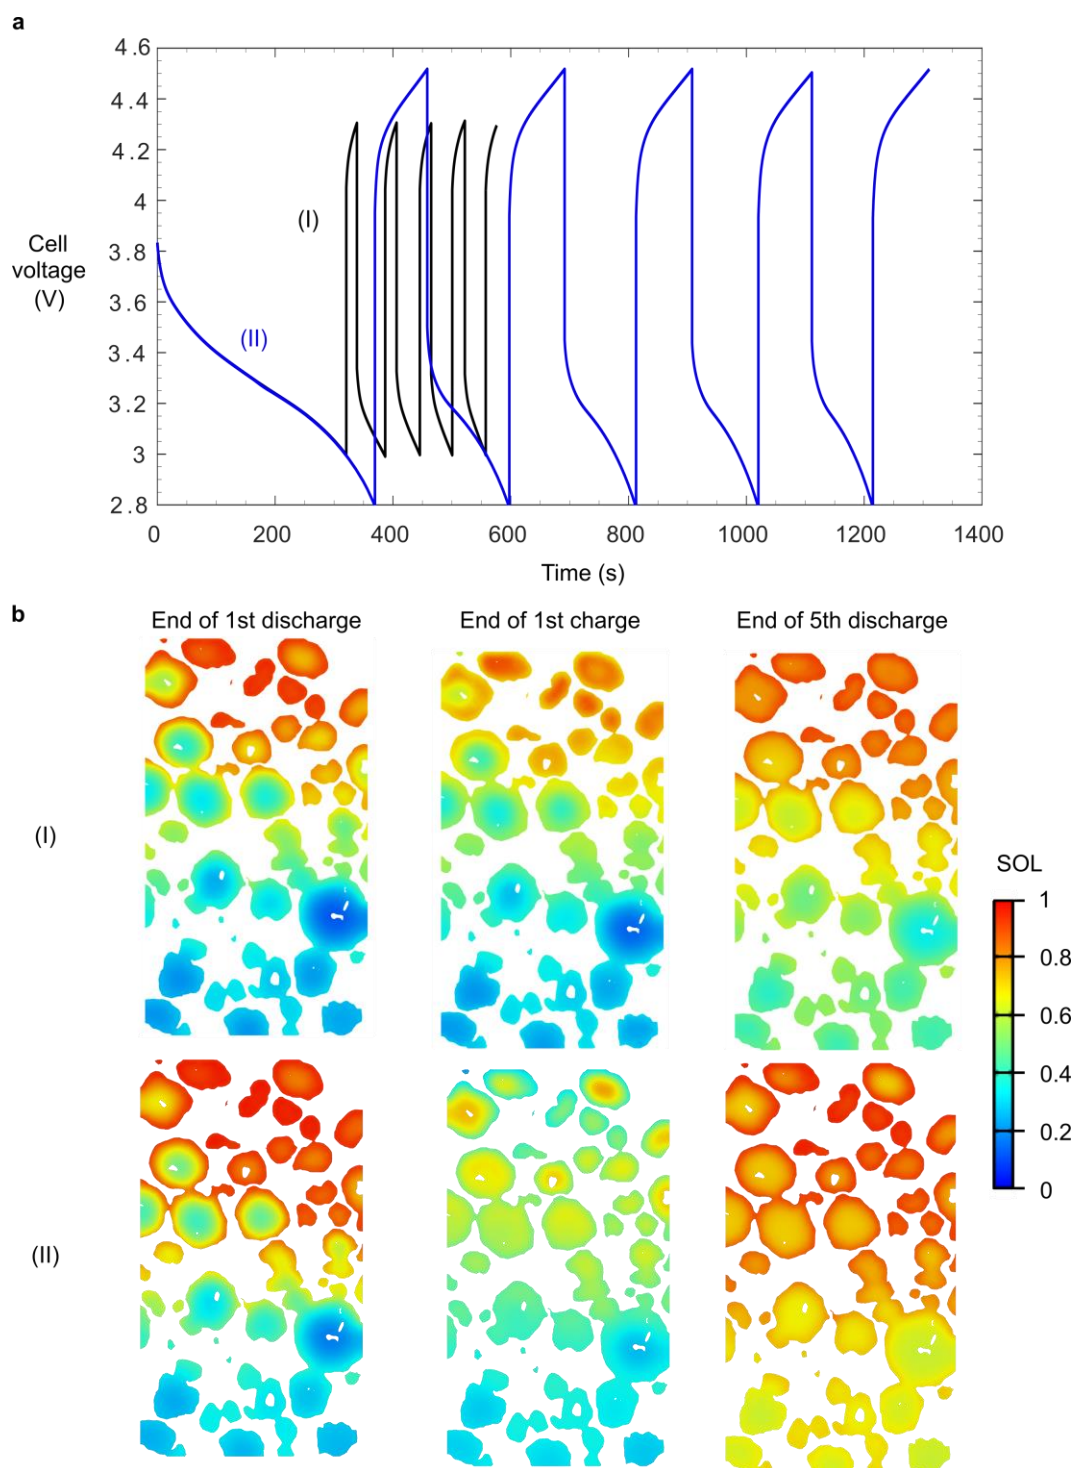 a
4.6
4.4
4.2
4
3.8
3.6
3.4
3.2
3
2.8
Cell
voltage
(V)
(I)
(II)
0 200 400 600 800 1000 1200 1400
Time (s)
b
End of 1st discharge End of 1st charge End of 5th discharge
(I)
(II)
SOL
1
0.8
0.6
0.4
0.2
0